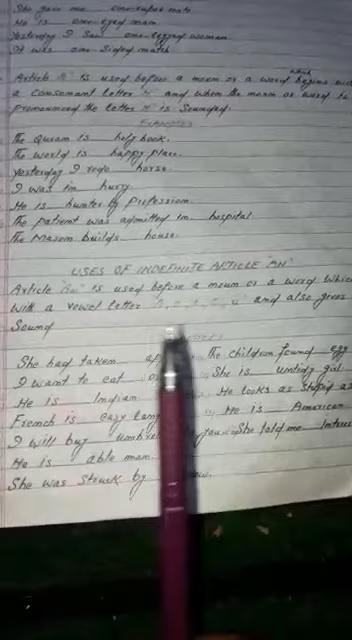 She gave me one-rupee note
He is one-eyed man
Yesterday I saw one-legged woman
It was one-sided match
Article "A" is used before a noun or a word which begins with
a consonant letter "H" and when the noun or word is
pronounced the letter "H" is sounded.
EXAMPLES
The Quran is holy book.
The world is happy place.
Yesterday I rode horse.
I was in hurry.
He is hunter by profession.
The patient was admitted in hospital.
The Mason builds house.
USES OF INDEFINITE ARTICLE "AN"
Article "An" is used before a noun or a word which
with a vowel letter and also gives
Sound
She had taken The children found egg
I want to eat She is girl
He is Indian He looks as stupid as
French is easy He is American
I will buy She told me
He is able man.
She was struck by